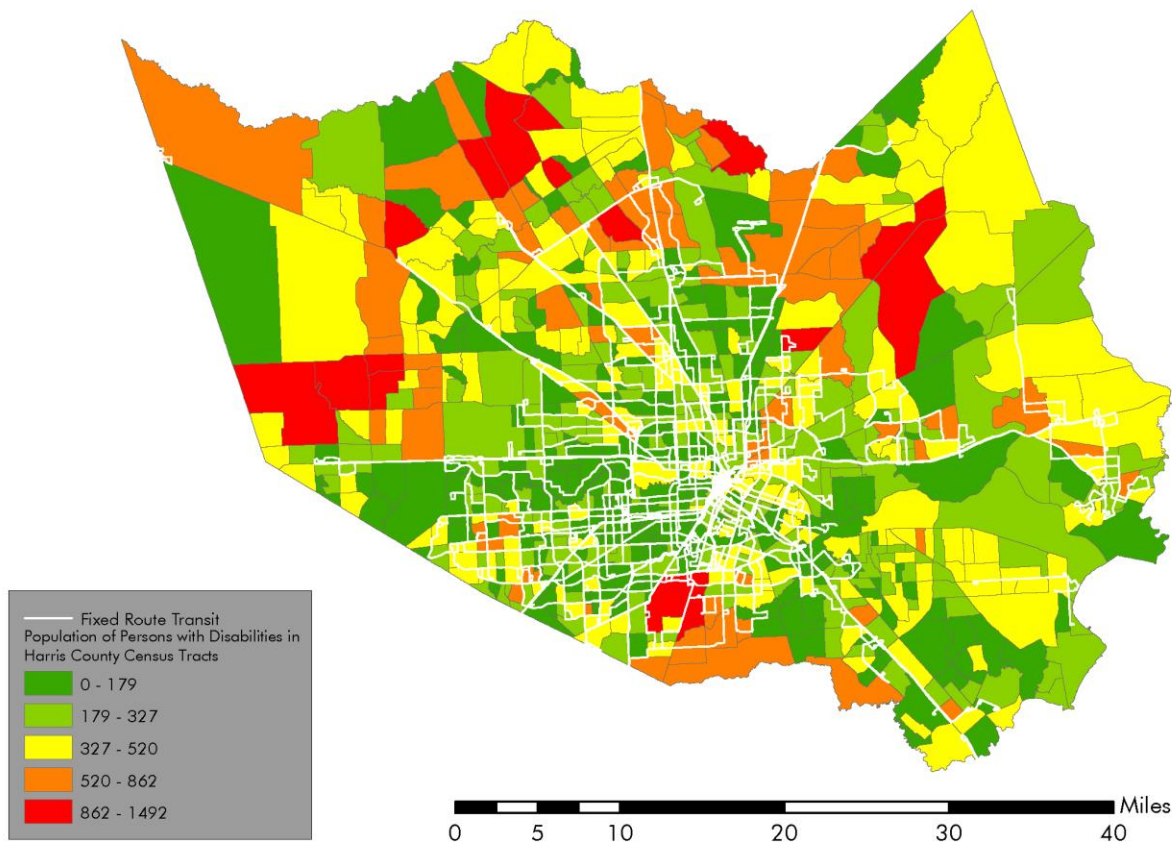 Fixed Route Transit
Population of Persons with Disabilities in
Harris County Census Tracts
0 - 179
179 - 327
327 - 520
520 - 862
862 - 1492
Miles
0 5 10 20 30 40